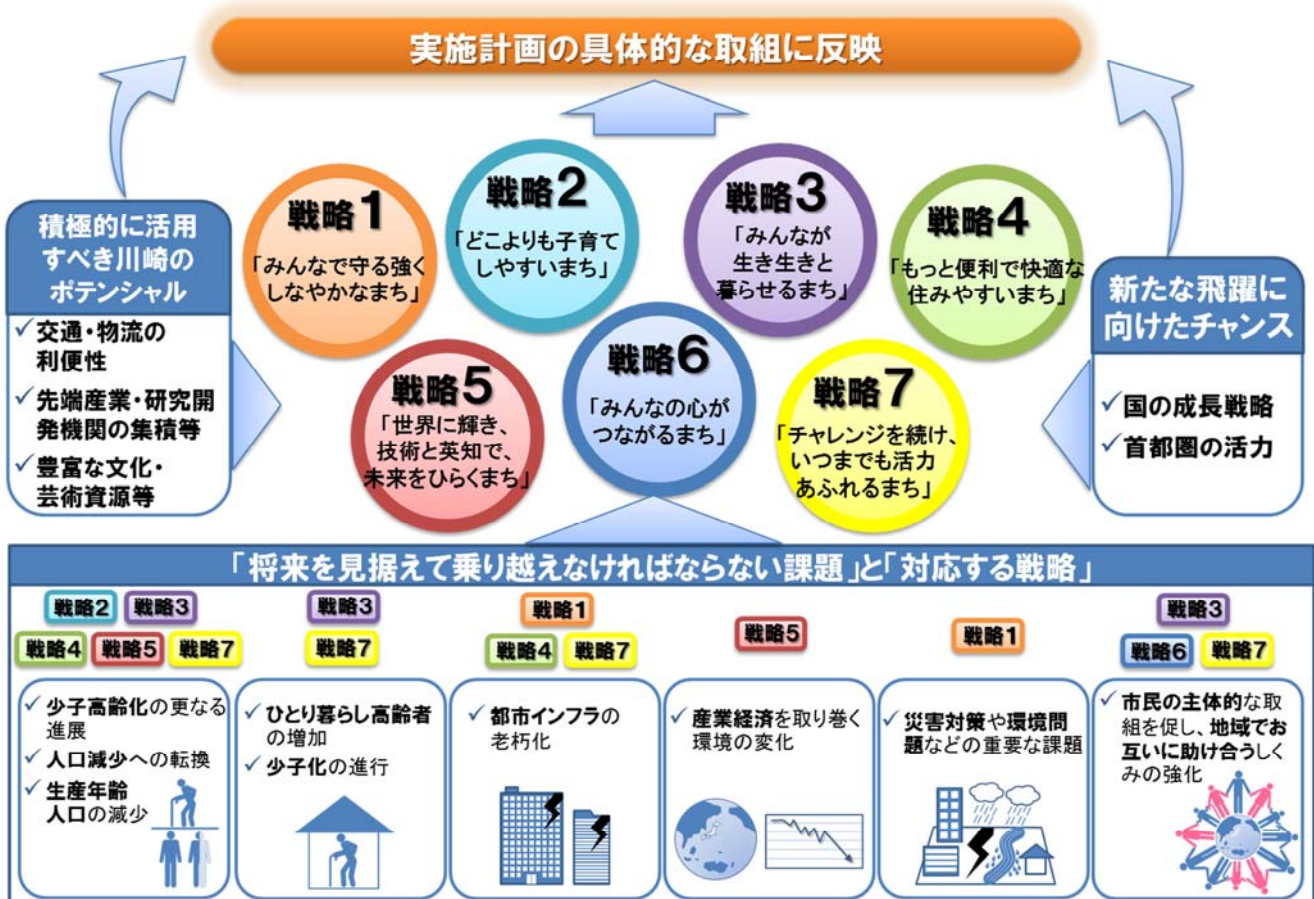 実施計画の具体的な取組に反映
戦略1
「みんなで守る強く
しなやかなまち」
戦略2
「どこよりも子育て
しやすいまち」
戦略3
「みんなが
生き生きと
暮らせるまち」
戦略4
「もっと便利で快適な
住みやすいまち」
積極的に活用
すべき川崎の
ポテンシャル
✓交通・物流の
利便性
✓先端産業・研究開
発機関の集積等
✓豊富な文化・
芸術資源等
戦略5
「世界に輝き、
技術と英知で、
未来をひらくまち」
戦略6
「みんなの心が
つながるまち」
戦略7
「チャレンジを続け、
いつまでも活力
あふれるまち」
新たな飛躍に
向けたチャンス
✓国の成長戦略
✓首都圏の活力
「将来を見据えて乗り越えなければならない課題」と「対応する戦略」
戦略2 戦略3
戦略4 戦略5 戦略7
✓少子高齢化の更なる
進展
✓人口減少への転換
✓生産年齢
人口の減少
戦略3
戦略7
✓ひとり暮らし高齢者
の増加
✓少子化の進行
戦略1
戦略4 戦略7
✓都市インフラの
老朽化
戦略5
✓産業経済を取り巻く
環境の変化
戦略1
✓災害対策や環境問
題などの重要な課題
戦略3
戦略6 戦略7
✓市民の主体的な取
組を促し、地域でお
互いに助け合うしく
みの強化